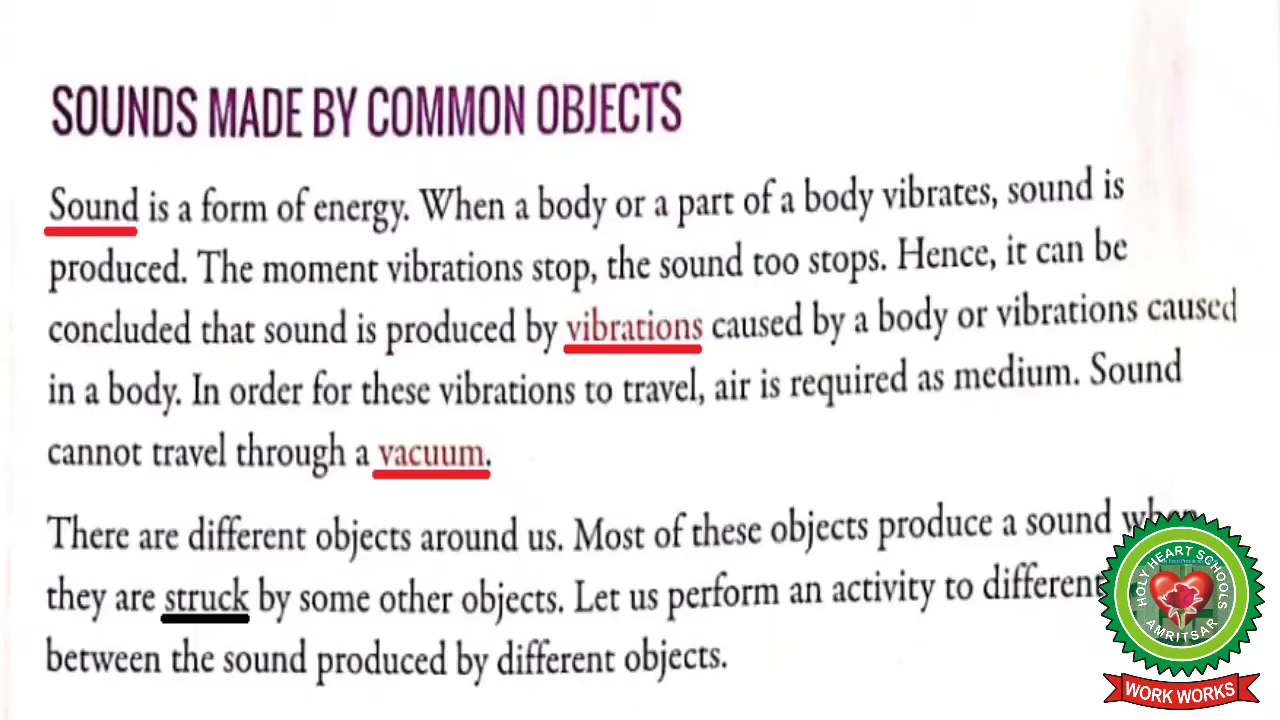 SOUNDS MADE BY COMMON OBJECTS
Sound is a form of energy. When a body or a part of a body vibrates, sound is
produced. The moment vibrations stop, the sound too stops. Hence, it can be
concluded that sound is produced by vibrations caused by a body or vibrations caused
in a body. In order for these vibrations to travel, air is required as medium. Sound
cannot travel through a vacuum.
There are different objects around us. Most of these objects produce a sound when
they are struck by some other objects. Let us perform an activity to different
between the sound produced by different objects.
HOLY HEART SCHOOLS
AMRITSAR
WORK WORKS